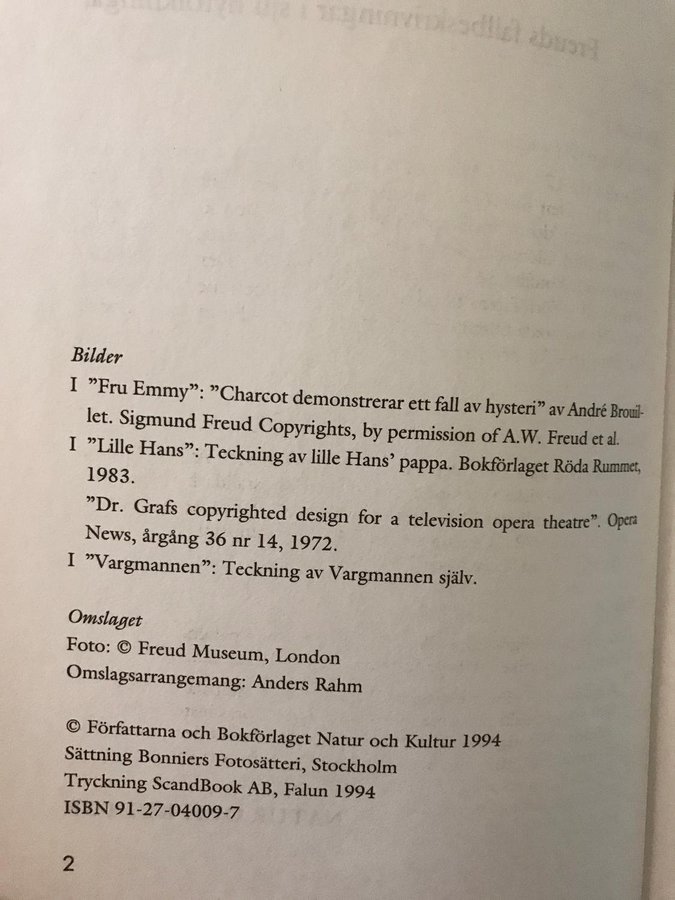 Bilder
I ”Fru Emmy”: ”Charcot demonstrerar ett fall av hysteri” av André Brouil-
let. Sigmund Freud Copyrights, by permission of A.W. Freud et al.
I ”Lille Hans”: Teckning av lille Hans’ pappa. Bokförlaget Röda Rummet,
1983.
”Dr. Grafs copyrighted design for a television opera theatre”. Opera
News, årgång 36 nr 14, 1972.
I ”Vargmannen”: Teckning av Vargmannen själv.
Omslaget
Foto: © Freud Museum, London
Omslagsarrangemang: Anders Rahm
© Författarna och Bokförlaget Natur och Kultur 1994
Sättning Bonniers Fotosätteri, Stockholm
Tryckning ScandBook AB, Falun 1994
ISBN 91-27-04009-7
2